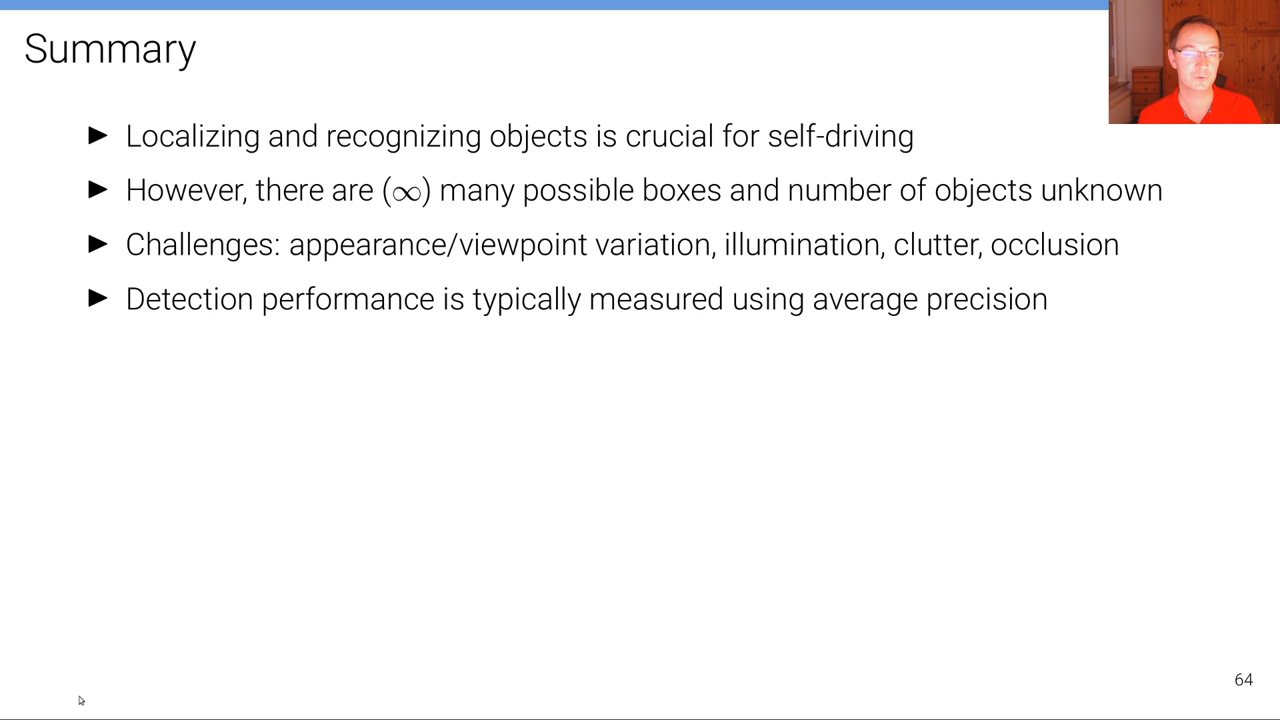 Summary
► Localizing and recognizing objects is crucial for self-driving
► However, there are (∞) many possible boxes and number of objects unknown
► Challenges: appearance/viewpoint variation, illumination, clutter, occlusion
► Detection performance is typically measured using average precision
64